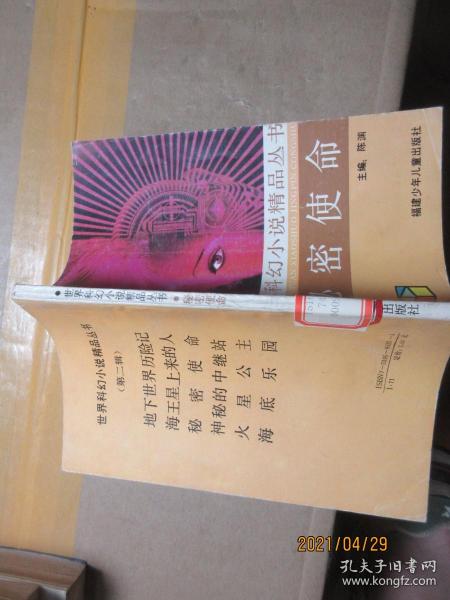 科幻小说精品丛书
密使命
主编：陈渊
福建少年儿童出版社
世界科幻小说精品丛书
秘密使命
出版社
世界科幻小说精品丛书
（第二辑）
地下世界历险记
海王星上来的人
秘密使命
神秘的中继站
火星公主
海底乐园
2021/04/29
孔夫子旧书网
www.kongfz.com